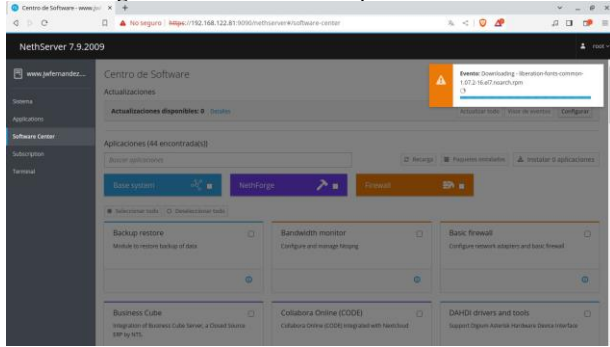 Centro de Software - www.jwf
No seguro https://192.168.122.81:9090/nethserver#/software-center
NethServer 7.9.2009
root
www.jwfernandez...
Sistema
Applications
Software Center
Subscription
Terminal
Centro de Software
Actualizaciones
Actualizaciones disponibles: 0 Detalles
Events: Downloading - liberation-fonts-common-
1.07.2-16.el7.noarch.rpm
Actualizar todo
Configurar
Aplicaciones (44 encontrada(s))
Buscar aplicaciones
Recarga
Paquetes instalados
Instalar 0 aplicaciones
Base system
NethForge
Firewall
Seleccionar todo
Deseleccionar todo
Backup restore
Module to restore backup of data
Bandwidth monitor
Configure and manage Ntopng
Basic firewall
Configure network adapters and basic firewall
Business Cube
Integration of Business Cube Server, a Closed Source
ERP by NTS.
Collabora Online (CODE)
Collabora Online (CODE) integrated with Nextcloud
DAHDI drivers and tools
Support Digium Asterisk Hardware Device Interface